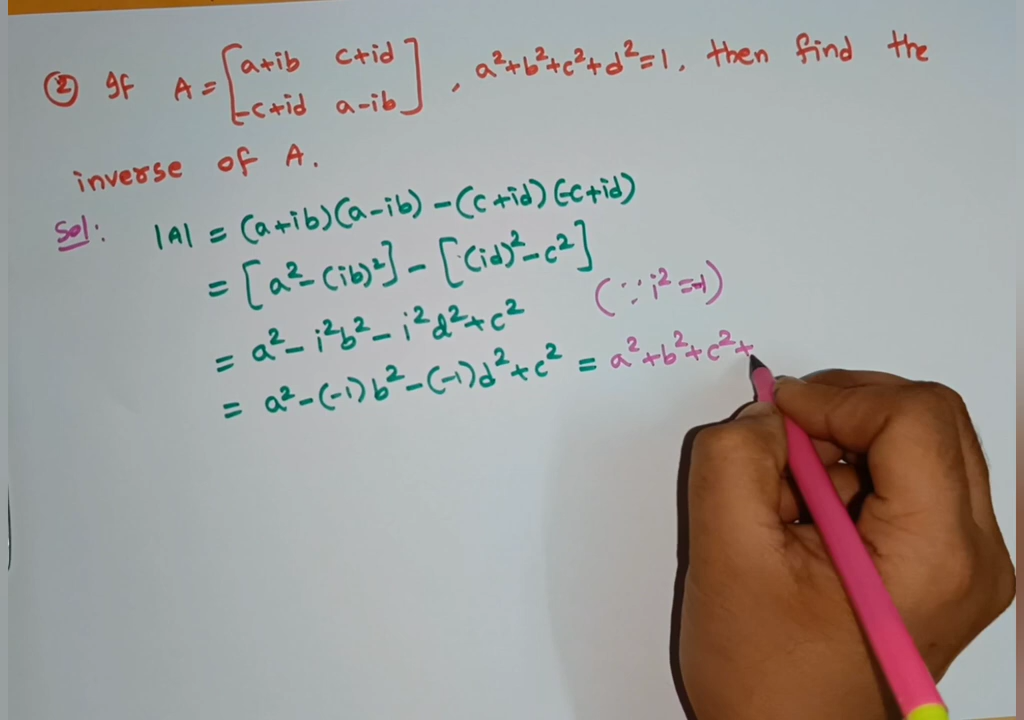 ② If A = [a+ib c+id
-c+id a-ib] , a²+b²+c²+d²=1, then find the
inverse of A.
Sol: |A| = (a+ib)(a-ib) - (c+id)(-c+id)
= [a² - (ib)²] - [(id)² - c²]
= a² - i²b² - i²d² + c² (∵ i² = -1)
= a² - (-1)b² - (-1)d² + c² = a² + b² + c² +